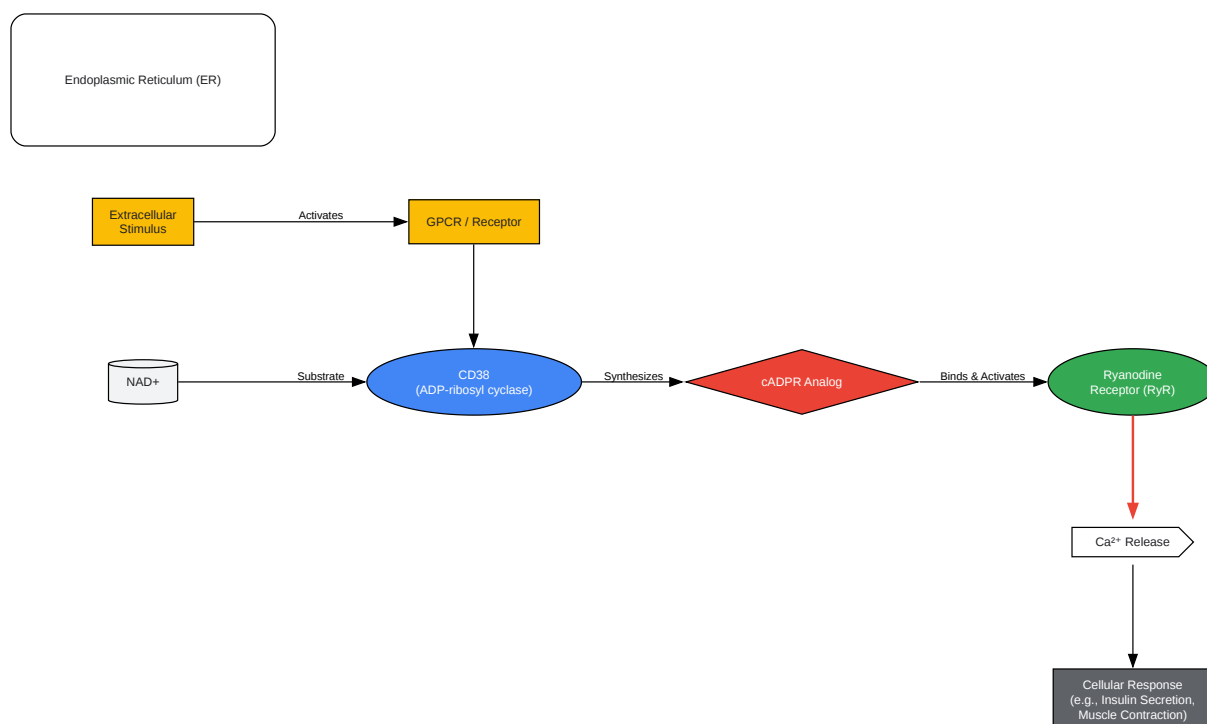 Endoplasmic Reticulum (ER)
Extracellular
Stimulus
Activates
GPCR / Receptor
NAD+
Substrate
CD38
(ADP-ribosyl cyclase)
Synthesizes
cADPR Analog
Binds & Activates
Ryanodine
Receptor (RyR)
Ca²⁺ Release
Cellular Response
(e.g., Insulin Secretion,
Muscle Contraction)